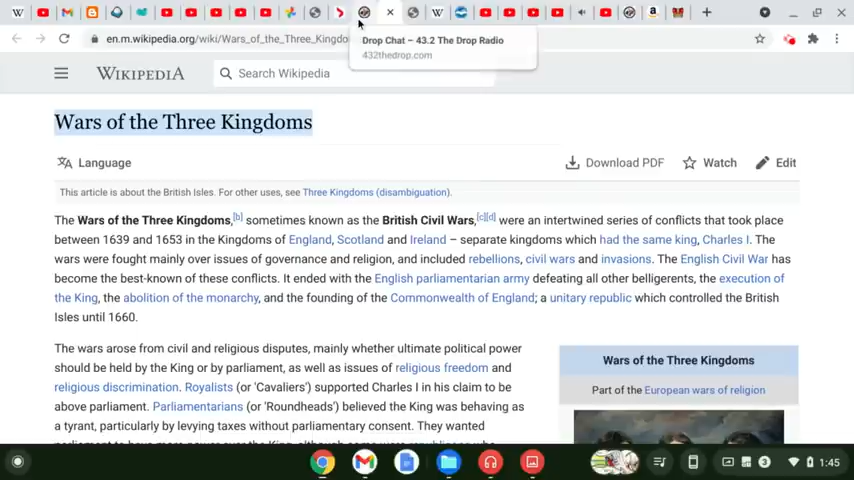 en.m.wikipedia.org/wiki/Wars_of_the_Three_Kingdo
Drop Chat – 43.2 The Drop Radio
432thedrop.com
WIKIPEDIA
Search Wikipedia
Wars of the Three Kingdoms
Language
Download PDF
Watch
Edit
This article is about the British Isles. For other uses, see Three Kingdoms (disambiguation).
The Wars of the Three Kingdoms,[b] sometimes known as the British Civil Wars,[c][d] were an intertwined series of conflicts that took place
between 1639 and 1653 in the Kingdoms of England, Scotland and Ireland – separate kingdoms which had the same king, Charles I. The
wars were fought mainly over issues of governance and religion, and included rebellions, civil wars and invasions. The English Civil War has
become the best-known of these conflicts. It ended with the English parliamentarian army defeating all other belligerents, the execution of
the King, the abolition of the monarchy, and the founding of the Commonwealth of England; a unitary republic which controlled the British
Isles until 1660.
The wars arose from civil and religious disputes, mainly whether ultimate political power
should be held by the King or by parliament, as well as issues of religious freedom and
religious discrimination. Royalists (or 'Cavaliers') supported Charles I in his claim to be
above parliament. Parliamentarians (or 'Roundheads') believed the King was behaving as
a tyrant, particularly by levying taxes without parliamentary consent. They wanted
Wars of the Three Kingdoms
Part of the European wars of religion
3
1:45